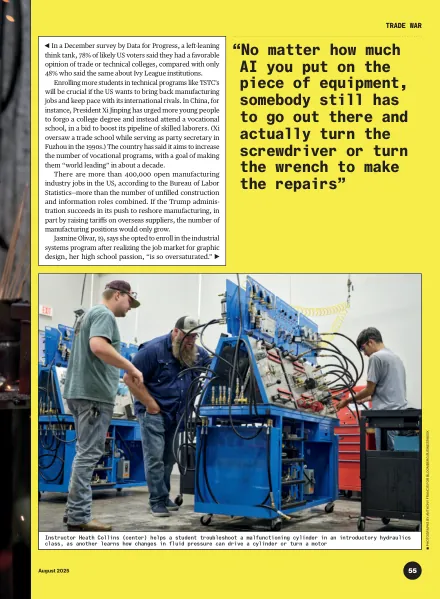 TRADE WAR
◀ In a December survey by Data for Progress, a left-leaning
think tank, 78% of likely US voters said they had a favorable
opinion of trade or technical colleges, compared with only
48% who said the same about Ivy League institutions.
Enrolling more students in technical programs like TSTC's
will be crucial if the US wants to bring back manufacturing
jobs and keep pace with its international rivals. In China, for
instance, President Xi Jinping has urged more young people
to forgo a college degree and instead attend a vocational
school, in a bid to boost its pipeline of skilled laborers. (Xi
oversaw a trade school while serving as party secretary in
Fuzhou in the 1990s.) The country has said it aims to increase
the number of vocational programs, with a goal of making
them "world leading" in about a decade.
There are more than 400,000 open manufacturing
industry jobs in the US, according to the Bureau of Labor
Statistics—more than the number of unfilled construction
and information roles combined. If the Trump adminis-
tration succeeds in its push to reshore manufacturing, in
part by raising tariffs on overseas suppliers, the number of
manufacturing positions would only grow.
Jasmine Olivar, 19, says she opted to enroll in the industrial
systems program after realizing the job market for graphic
design, her high school passion, "is so oversaturated." ▶
“No matter how much
AI you put on the
piece of equipment,
somebody still has
to go out there and
actually turn the
screwdriver or turn
the wrench to make
the repairs”
Instructor Heath Collins (center) helps a student troubleshoot a malfunctioning cylinder in an introductory hydraulics
class, as another learns how changes in fluid pressure can drive a cylinder or turn a motor
August 2025
55